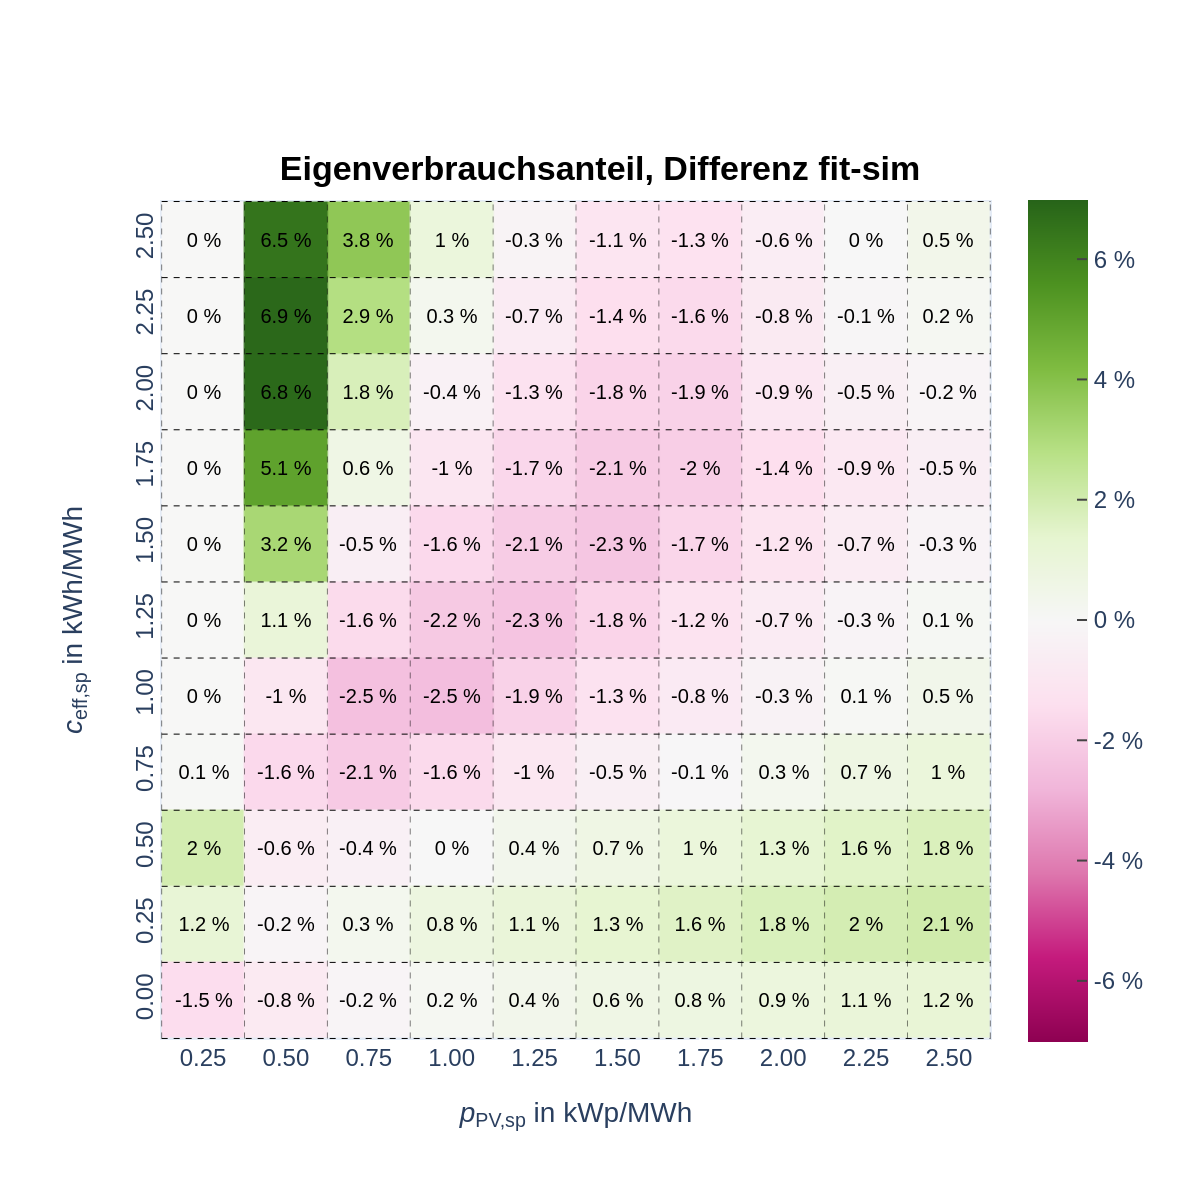 Eigenverbrauchsanteil, Differenz fit-sim
2.50 0 % 6.5 % 3.8 % 1 % -0.3 % -1.1 % -1.3 % -0.6 % 0 % 0.5 %
2.25 0 % 6.9 % 2.9 % 0.3 % -0.7 % -1.4 % -1.6 % -0.8 % -0.1 % 0.2 %
2.00 0 % 6.8 % 1.8 % -0.4 % -1.3 % -1.8 % -1.9 % -0.9 % -0.5 % -0.2 %
1.75 0 % 5.1 % 0.6 % -1 % -1.7 % -2.1 % -2 % -1.4 % -0.9 % -0.5 %
1.50 0 % 3.2 % -0.5 % -1.6 % -2.1 % -2.3 % -1.7 % -1.2 % -0.7 % -0.3 %
1.25 0 % 1.1 % -1.6 % -2.2 % -2.3 % -1.8 % -1.2 % -0.7 % -0.3 % 0.1 %
1.00 0 % -1 % -2.5 % -2.5 % -1.9 % -1.3 % -0.8 % -0.3 % 0.1 % 0.5 %
0.75 0.1 % -1.6 % -2.1 % -1.6 % -1 % -0.5 % -0.1 % 0.3 % 0.7 % 1 %
0.50 2 % -0.6 % -0.4 % 0 % 0.4 % 0.7 % 1 % 1.3 % 1.6 % 1.8 %
0.25 1.2 % -0.2 % 0.3 % 0.8 % 1.1 % 1.3 % 1.6 % 1.8 % 2 % 2.1 %
0.00 -1.5 % -0.8 % -0.2 % 0.2 % 0.4 % 0.6 % 0.8 % 0.9 % 1.1 % 1.2 %
0.25 0.50 0.75 1.00 1.25 1.50 1.75 2.00 2.25 2.50
pPV,sp in kWp/MWh
ceff,sp in kWh/MWh
6 %
4 %
2 %
0 %
-2 %
-4 %
-6 %